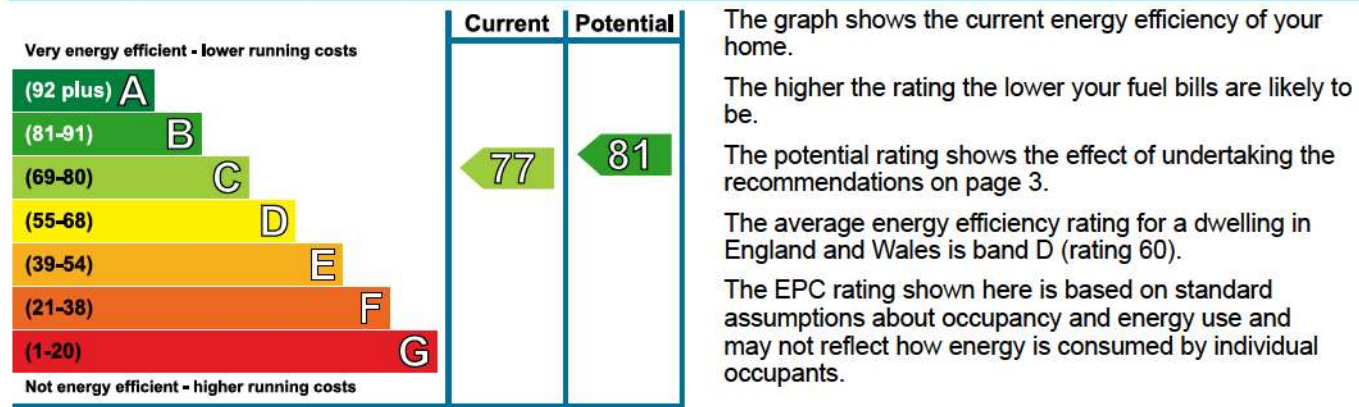 Current Potential
Very energy efficient - lower running costs
(92 plus) A
(81-91) B
(69-80) C
(55-68) D
(39-54) E
(21-38) F
(1-20) G
Not energy efficient - higher running costs
77
81
The graph shows the current energy efficiency of your
home.
The higher the rating the lower your fuel bills are likely to
be.
The potential rating shows the effect of undertaking the
recommendations on page 3.
The average energy efficiency rating for a dwelling in
England and Wales is band D (rating 60).
The EPC rating shown here is based on standard
assumptions about occupancy and energy use and
may not reflect how energy is consumed by individual
occupants.